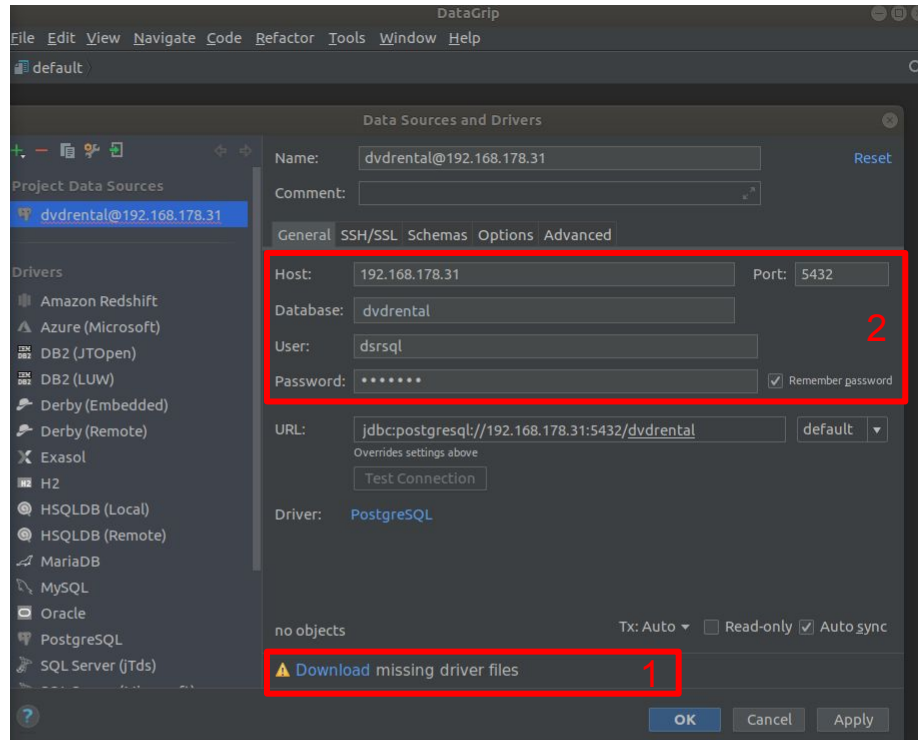 DataGrip
File Edit View Navigate Code Refactor Tools Window Help
default
Data Sources and Drivers
Project Data Sources
dvdrental@192.168.178.31
Drivers
Amazon Redshift
Azure (Microsoft)
DB2 (JTOpen)
DB2 (LUW)
Derby (Embedded)
Derby (Remote)
Exasol
H2
HSQLDB (Local)
HSQLDB (Remote)
MariaDB
MySQL
Oracle
PostgreSQL
SQL Server (jTds)
Name: dvdrental@192.168.178.31 Reset
Comment:
General SSH/SSL Schemas Options Advanced
Host: 192.168.178.31 Port: 5432
Database: dvdrental
2
User: dsrsql
Password: ••••••• Remember password
URL: jdbc:postgresql://192.168.178.31:5432/dvdrental default
Overrides settings above
Test Connection
Driver: PostgreSQL
no objects Tx: Auto Read-only Auto sync
Download missing driver files 1
? OK Cancel Apply